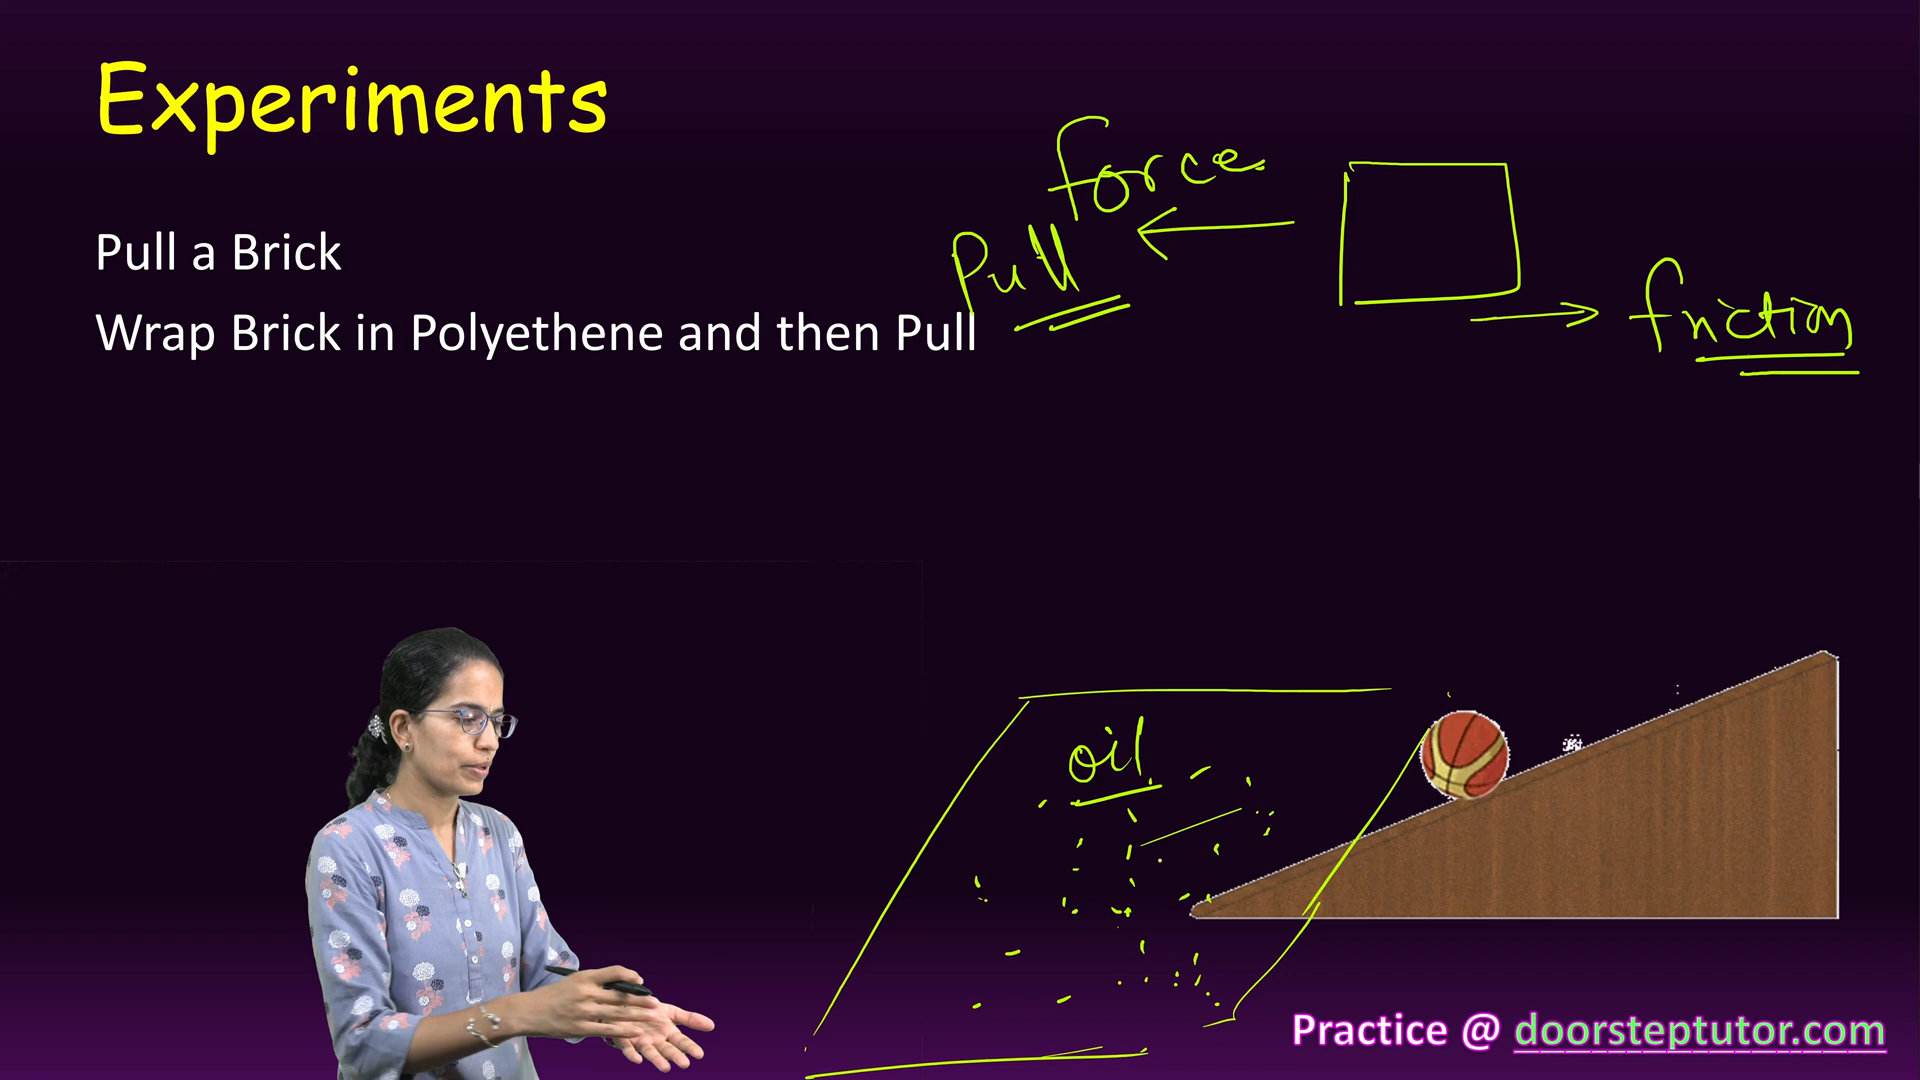 Experiments
Pull a Brick
Wrap Brick in Polyethene and then Pull
force
Pull
friction
oil
Practice @ doorsteptutor.com